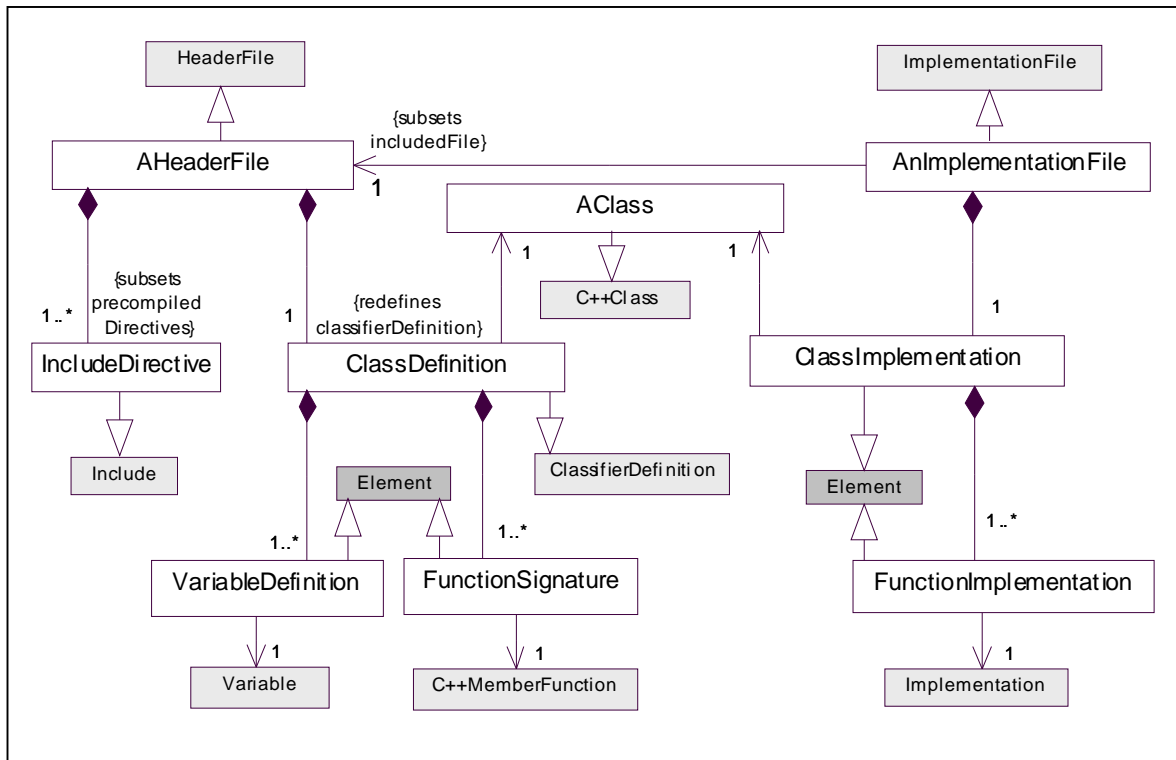 HeaderFile
ImplementationFile
{subsets
includedFile}
AHeaderFile
1
AnImplementationFile
AClass
1
1
C++Class
{subsets
precompiled
Directives}
1..*
1
{redefines
classifierDefinition}
1
IncludeDirective
ClassDefinition
ClassImplementation
Include
Element
ClassifierDefinition
Element
1..*
1..*
1..*
VariableDefinition
FunctionSignature
FunctionImplementation
1
1
1
Variable
C++MemberFunction
Implementation